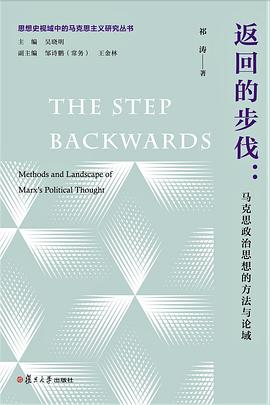 思想史视域中的马克思主义研究丛书
主 编 吴晓明
副主编 邹诗鹏（常务） 王金林
祁 涛——著
返回的步伐：
马克思政治思想的方法与论域
THE STEP
BACKWARDS
Methods and Landscape of
Marx's Political Thought
復旦大學出版社